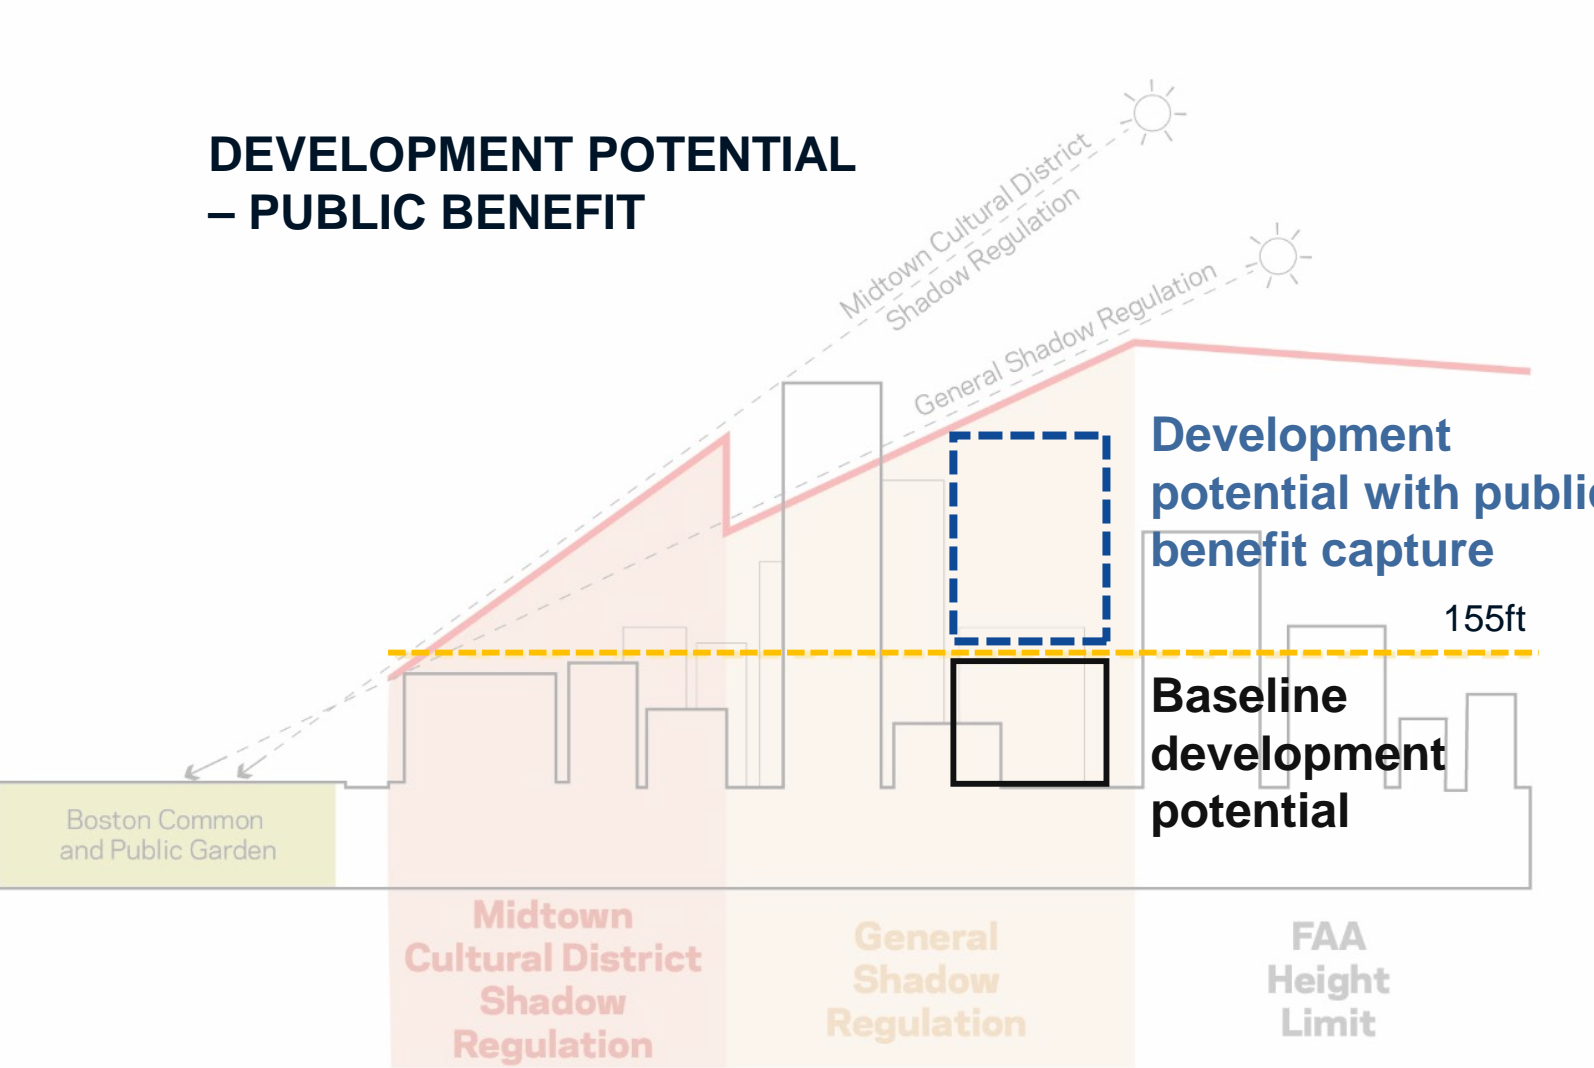 DEVELOPMENT POTENTIAL
– PUBLIC BENEFIT
Midtown Cultural District
Shadow Regulation
General Shadow Regulation
Development
potential with public
benefit capture
155ft
Baseline
development
potential
Boston Common
and Public Garden
Midtown
Cultural District
Shadow
Regulation
General
Shadow
Regulation
FAA
Height
Limit